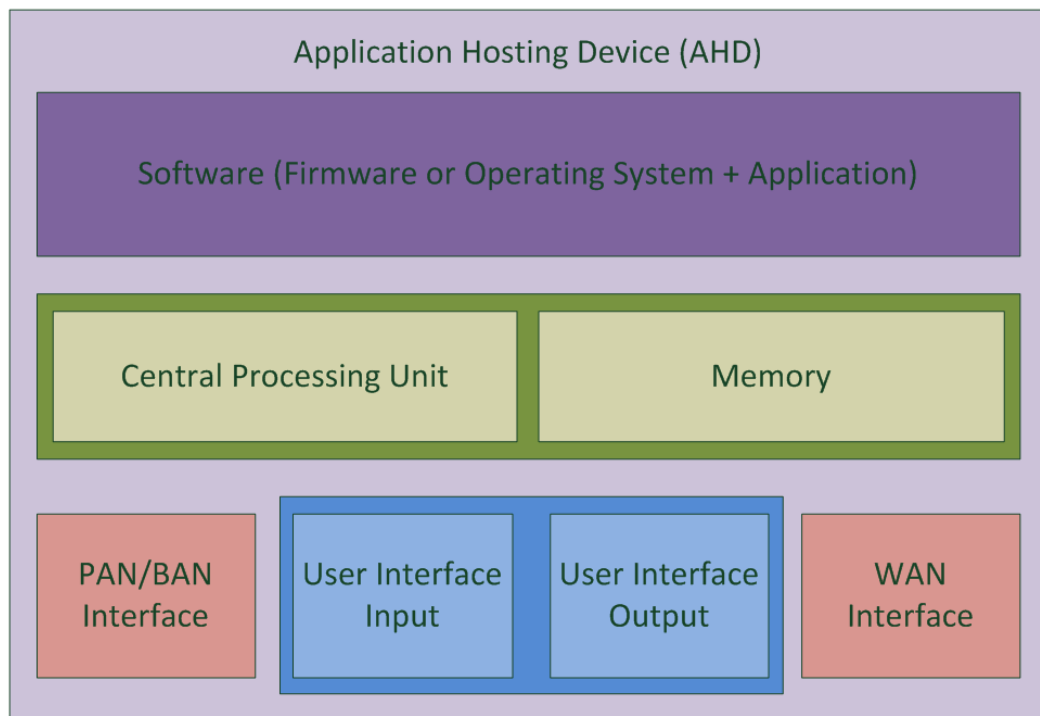 Application Hosting Device (AHD)
Software (Firmware or Operating System + Application)
Central Processing Unit
Memory
PAN/BAN
Interface
User Interface
Input
User Interface
Output
WAN
Interface